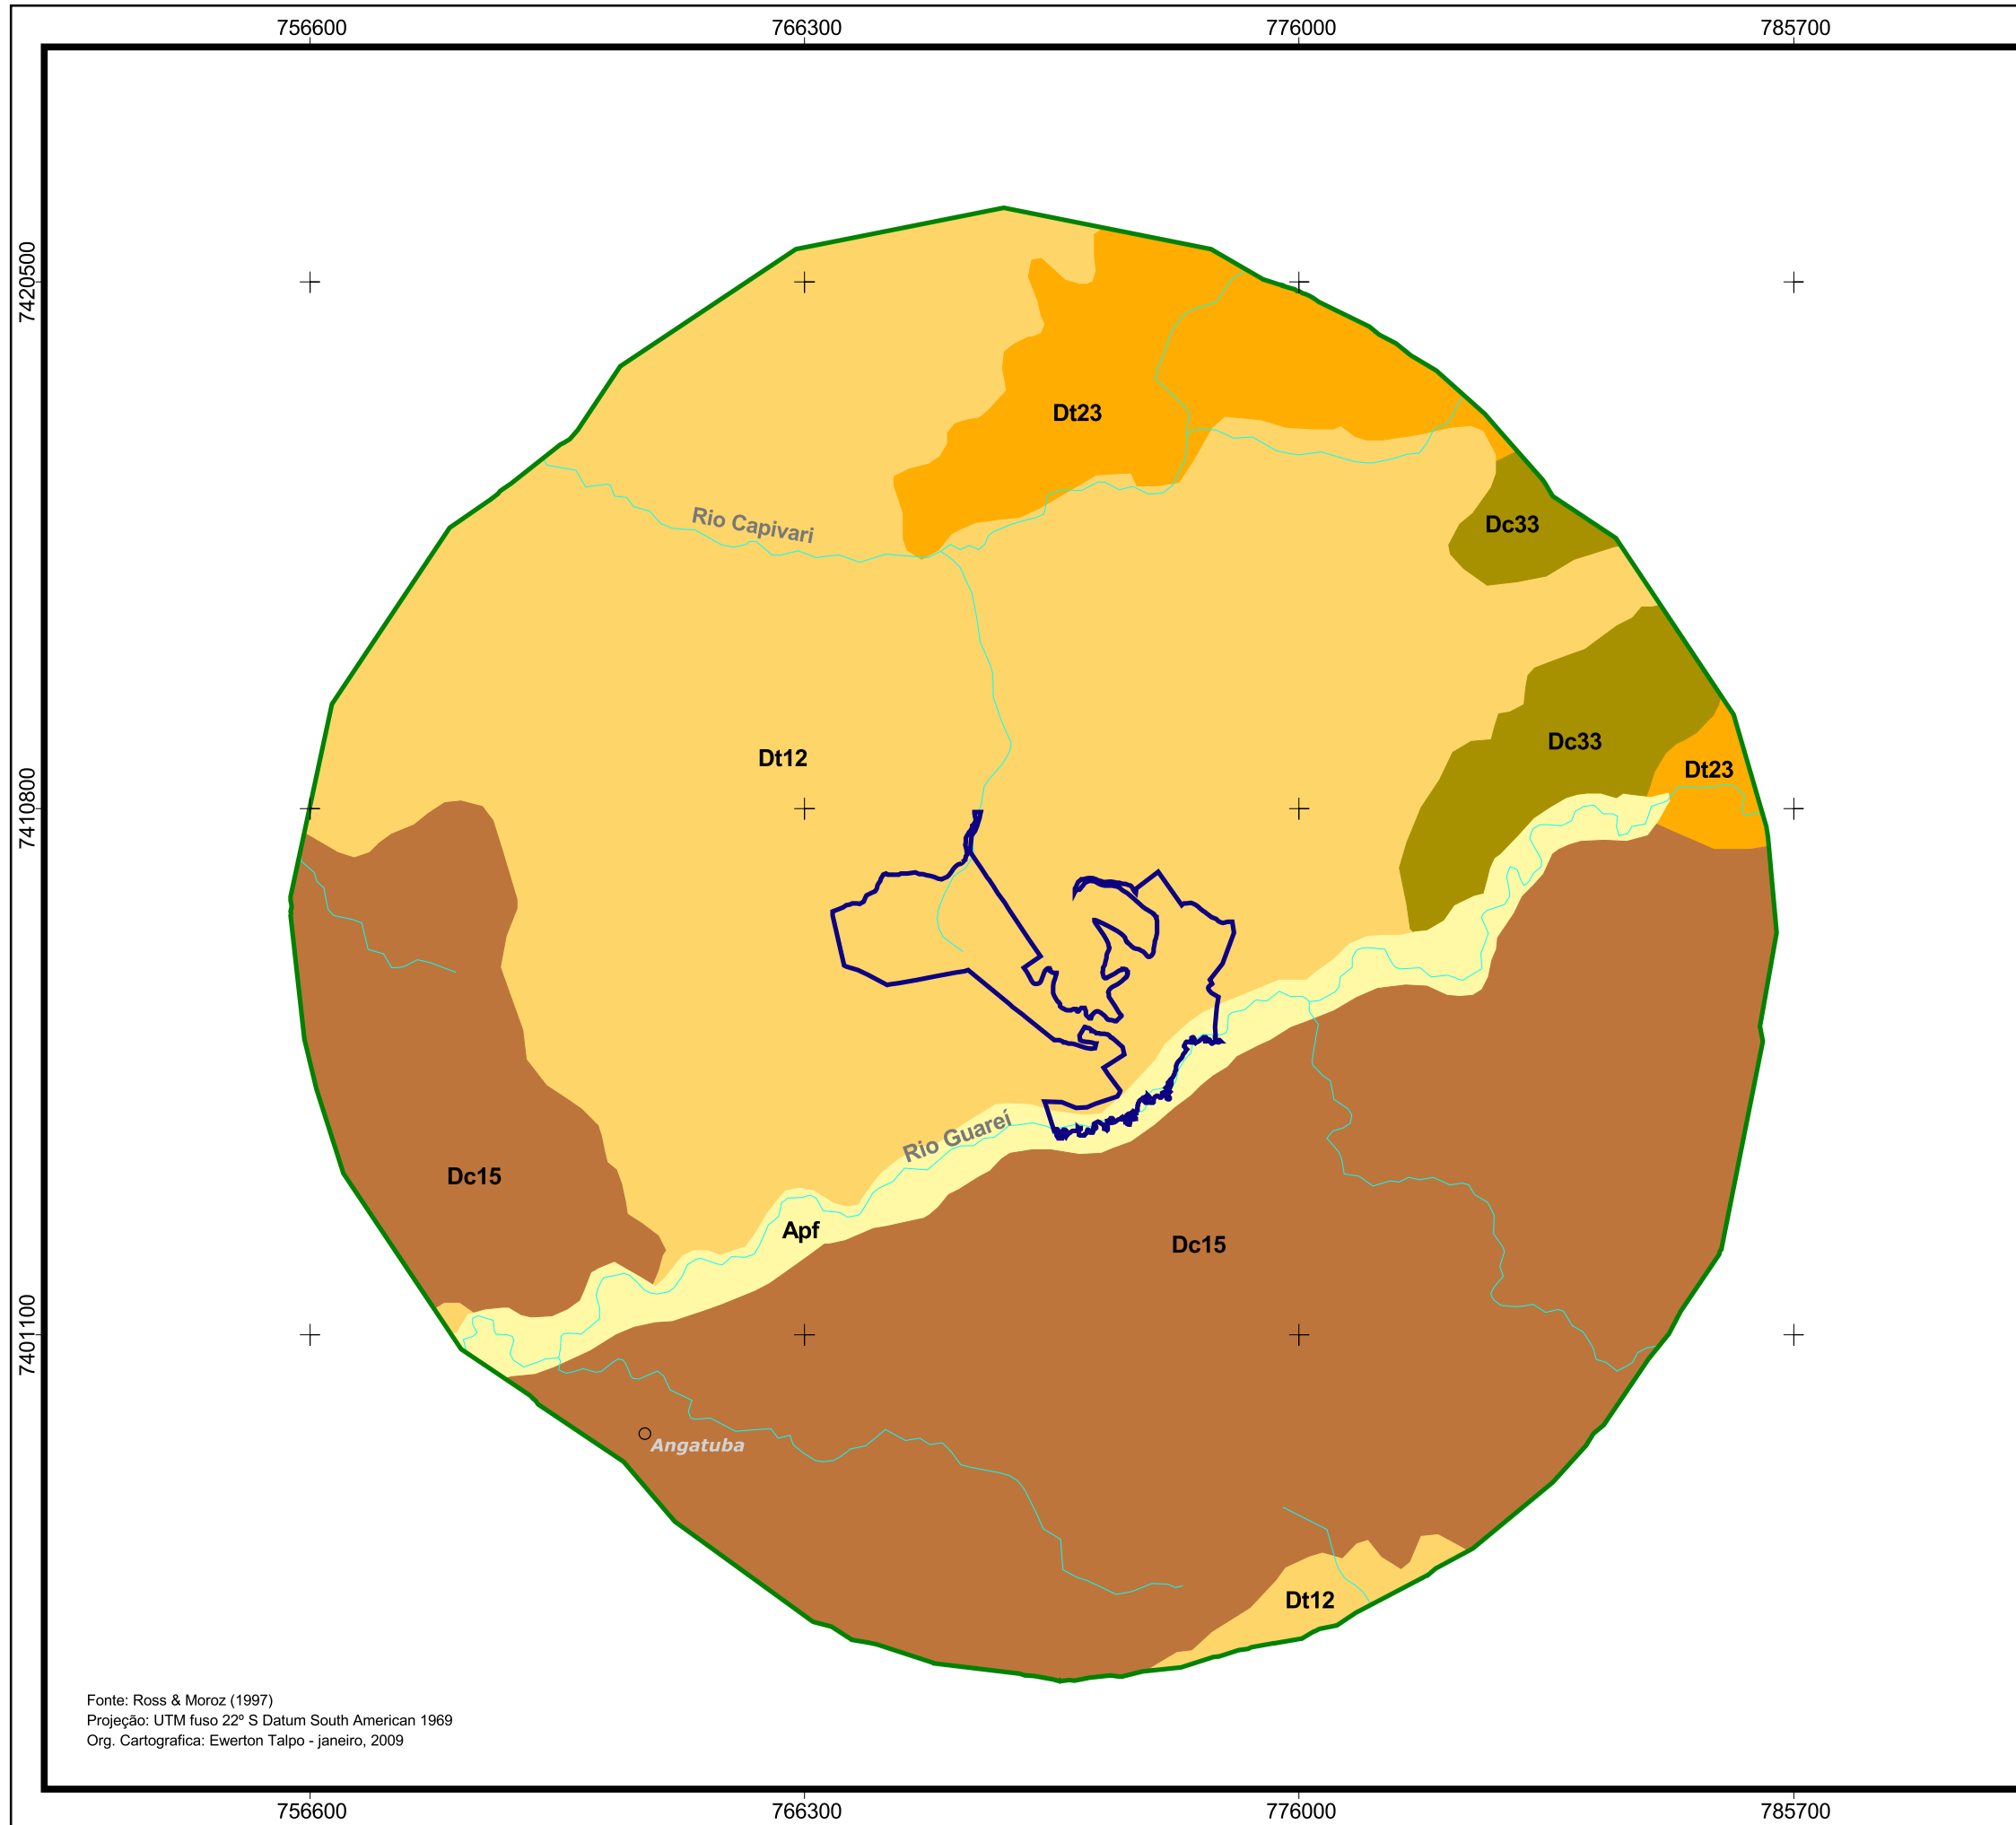 756600 766300 776000 785700
7420500
Dt23
Rio Capivari
Dc33
Dc33
Dt12
Dt23
7410800
Rio Guareí
Dc15
Apf
Dc15
7401100
Angatuba
Dt12
Fonte: Ross & Moroz (1997)
Projeção: UTM fuso 22º S Datum South American 1969
Org. Cartografica: Ewerton Talpo - janeiro, 2009
756600 766300 776000 785700